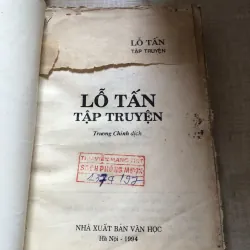 LỖ TẤN
TẬP TRUYỆN
LỖ TẤN
TẬP TRUYỆN
Trương Chính dịch
NHÀ XUẤT BẢN VĂN HỌC
Hà Nội - 1994